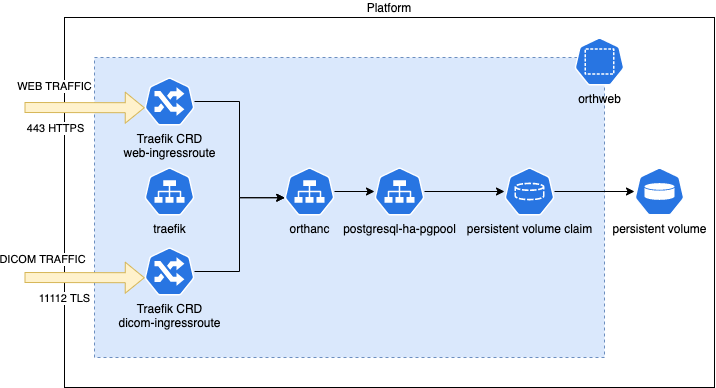 Platform
orthweb
WEB TRAFFIC
443 HTTPS
Traefik CRD
web-ingressroute
traefik
orthanc
postgresql-ha-pgpool
persistent volume claim
persistent volume
DICOM TRAFFIC
11112 TLS
Traefik CRD
dicom-ingressroute